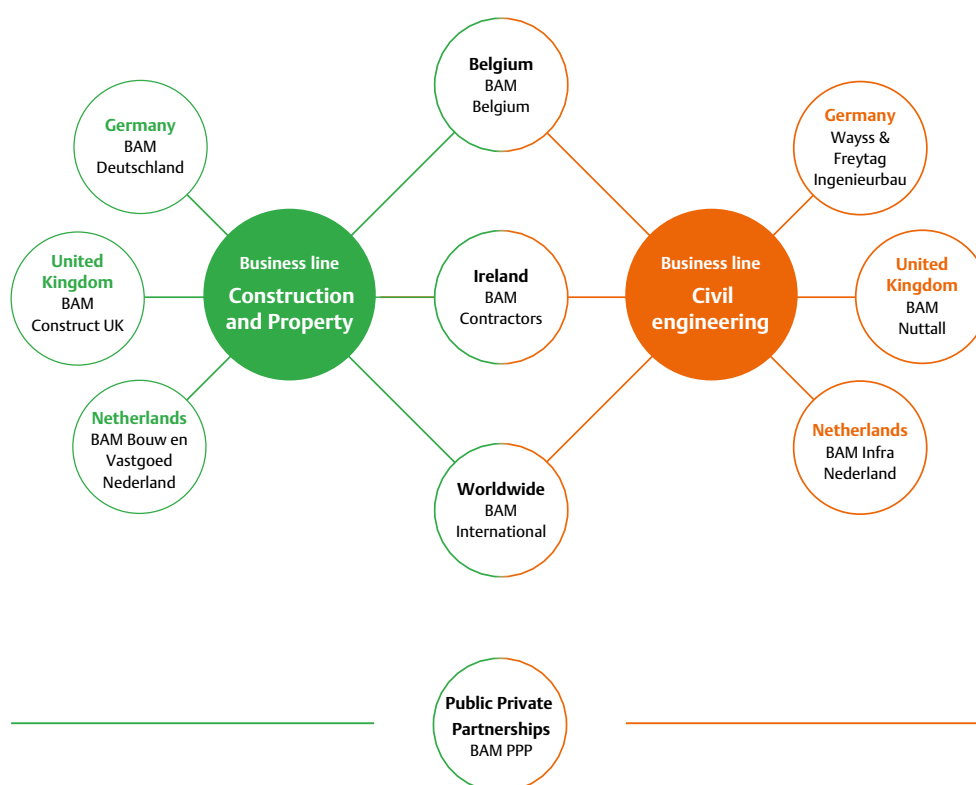 Belgium
BAM
Belgium
Germany
BAM
Deutschland
Germany
Wayss &
Freytag
Ingenieurbau
United
Kingdom
BAM
Construct UK
Business line
Construction
and Property
Ireland
BAM
Contractors
Business line
Civil
engineering
United
Kingdom
BAM
Nuttall
Netherlands
BAM Bouw en
Vastgoed
Nederland
Worldwide
BAM
International
Netherlands
BAM Infra
Nederland
Public Private
Partnerships
BAM PPP